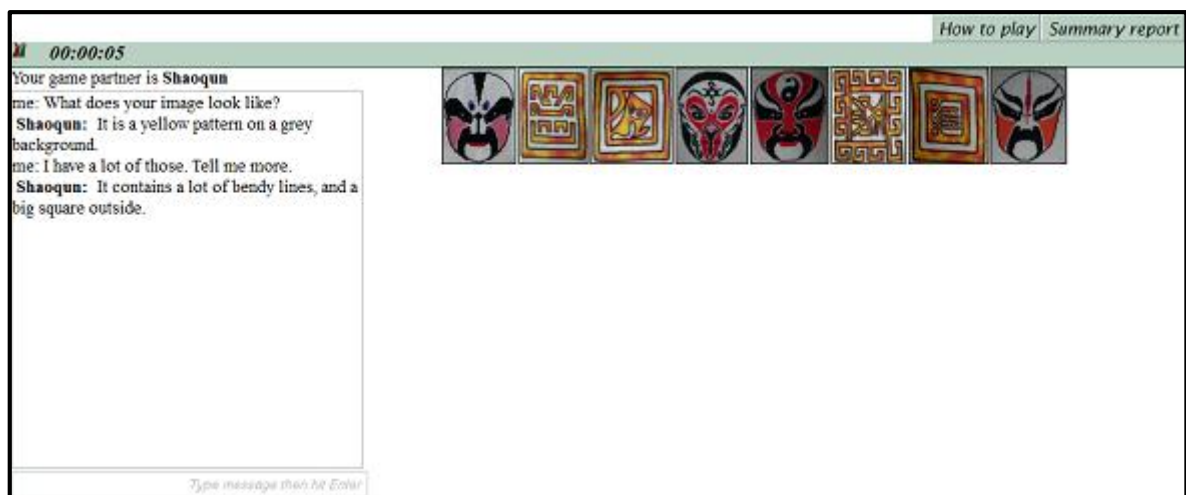 How to play Summary report
00:00:05
Your game partner is Shaoqun
me: What does your image look like?
Shaoqun: It is a yellow pattern on a grey
background.
me: I have a lot of those. Tell me more.
Shaoqun: It contains a lot of bendy lines, and a
big square outside.
Type message then hit Enter